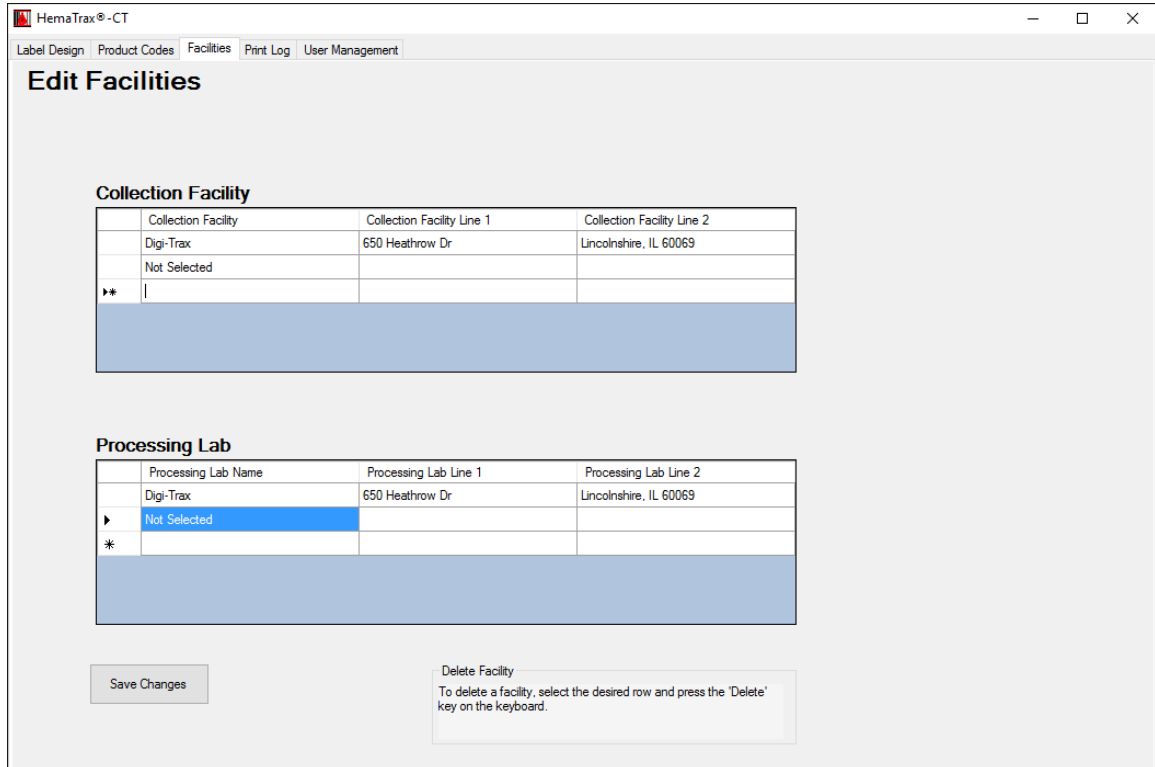 HemaTrax®-CT
Label Design Product Codes Facilities Print Log User Management
Edit Facilities
Collection Facility
Collection Facility Collection Facility Line 1 Collection Facility Line 2
Digi-Trax 650 Heathrow Dr Lincolnshire, IL 60069
Not Selected
Processing Lab
Processing Lab Name Processing Lab Line 1 Processing Lab Line 2
Digi-Trax 650 Heathrow Dr Lincolnshire, IL 60069
Not Selected
Save Changes
Delete Facility
To delete a facility, select the desired row and press the 'Delete'
key on the keyboard.